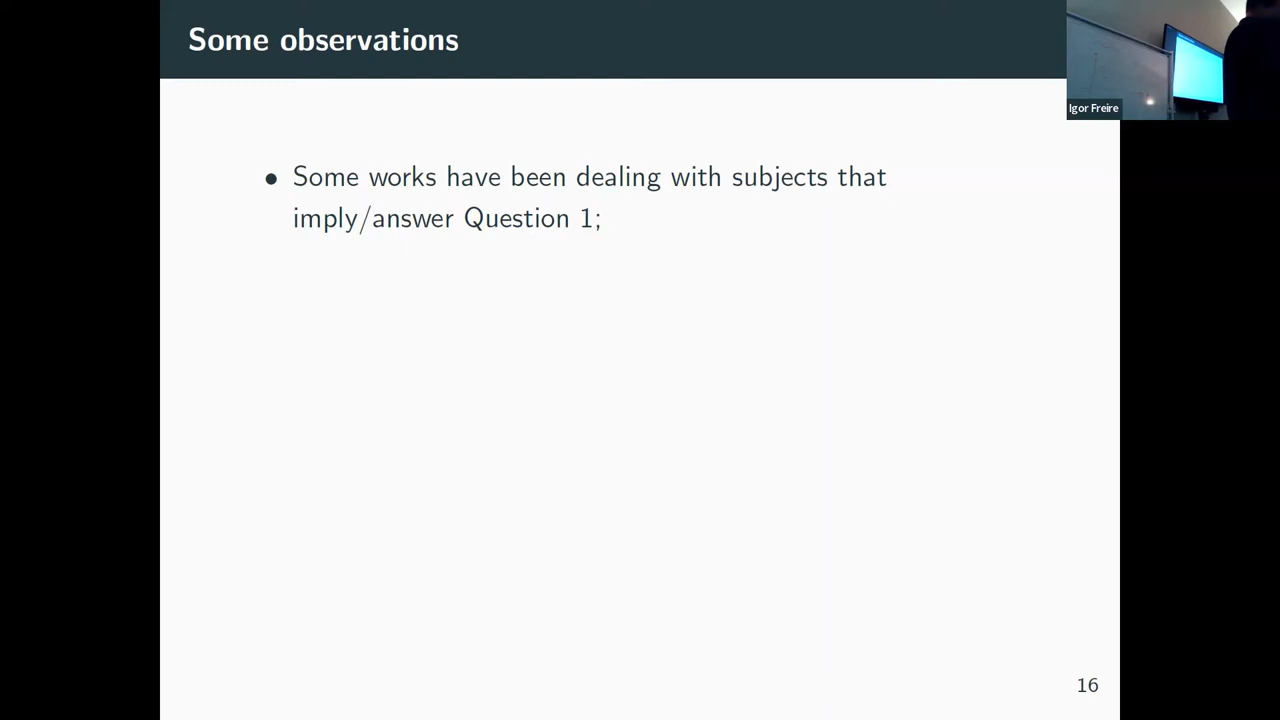 Some observations
Igor Freire
• Some works have been dealing with subjects that
imply/answer Question 1;
16